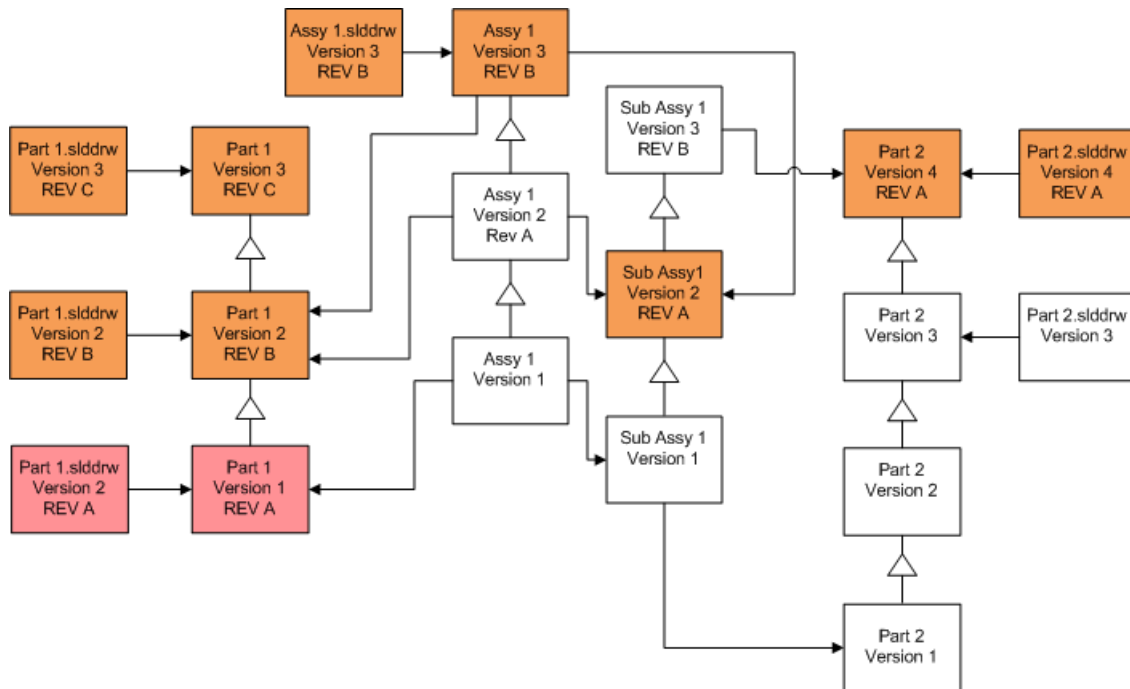 Assy 1.slddrw
Version 3
REV B
Assy 1
Version 3
REV B
Sub Assy 1
Version 3
REV B
Part 1.slddrw
Version 3
REV C
Part 1
Version 3
REV C
Part 2
Version 4
REV A
Part 2.slddrw
Version 4
REV A
Assy 1
Version 2
Rev A
Sub Assy1
Version 2
REV A
Part 1.slddrw
Version 2
REV B
Part 1
Version 2
REV B
Part 2
Version 3
Part 2.slddrw
Version 3
Assy 1
Version 1
Sub Assy 1
Version 1
Part 1.slddrw
Version 2
REV A
Part 1
Version 1
REV A
Part 2
Version 2
Part 2
Version 1